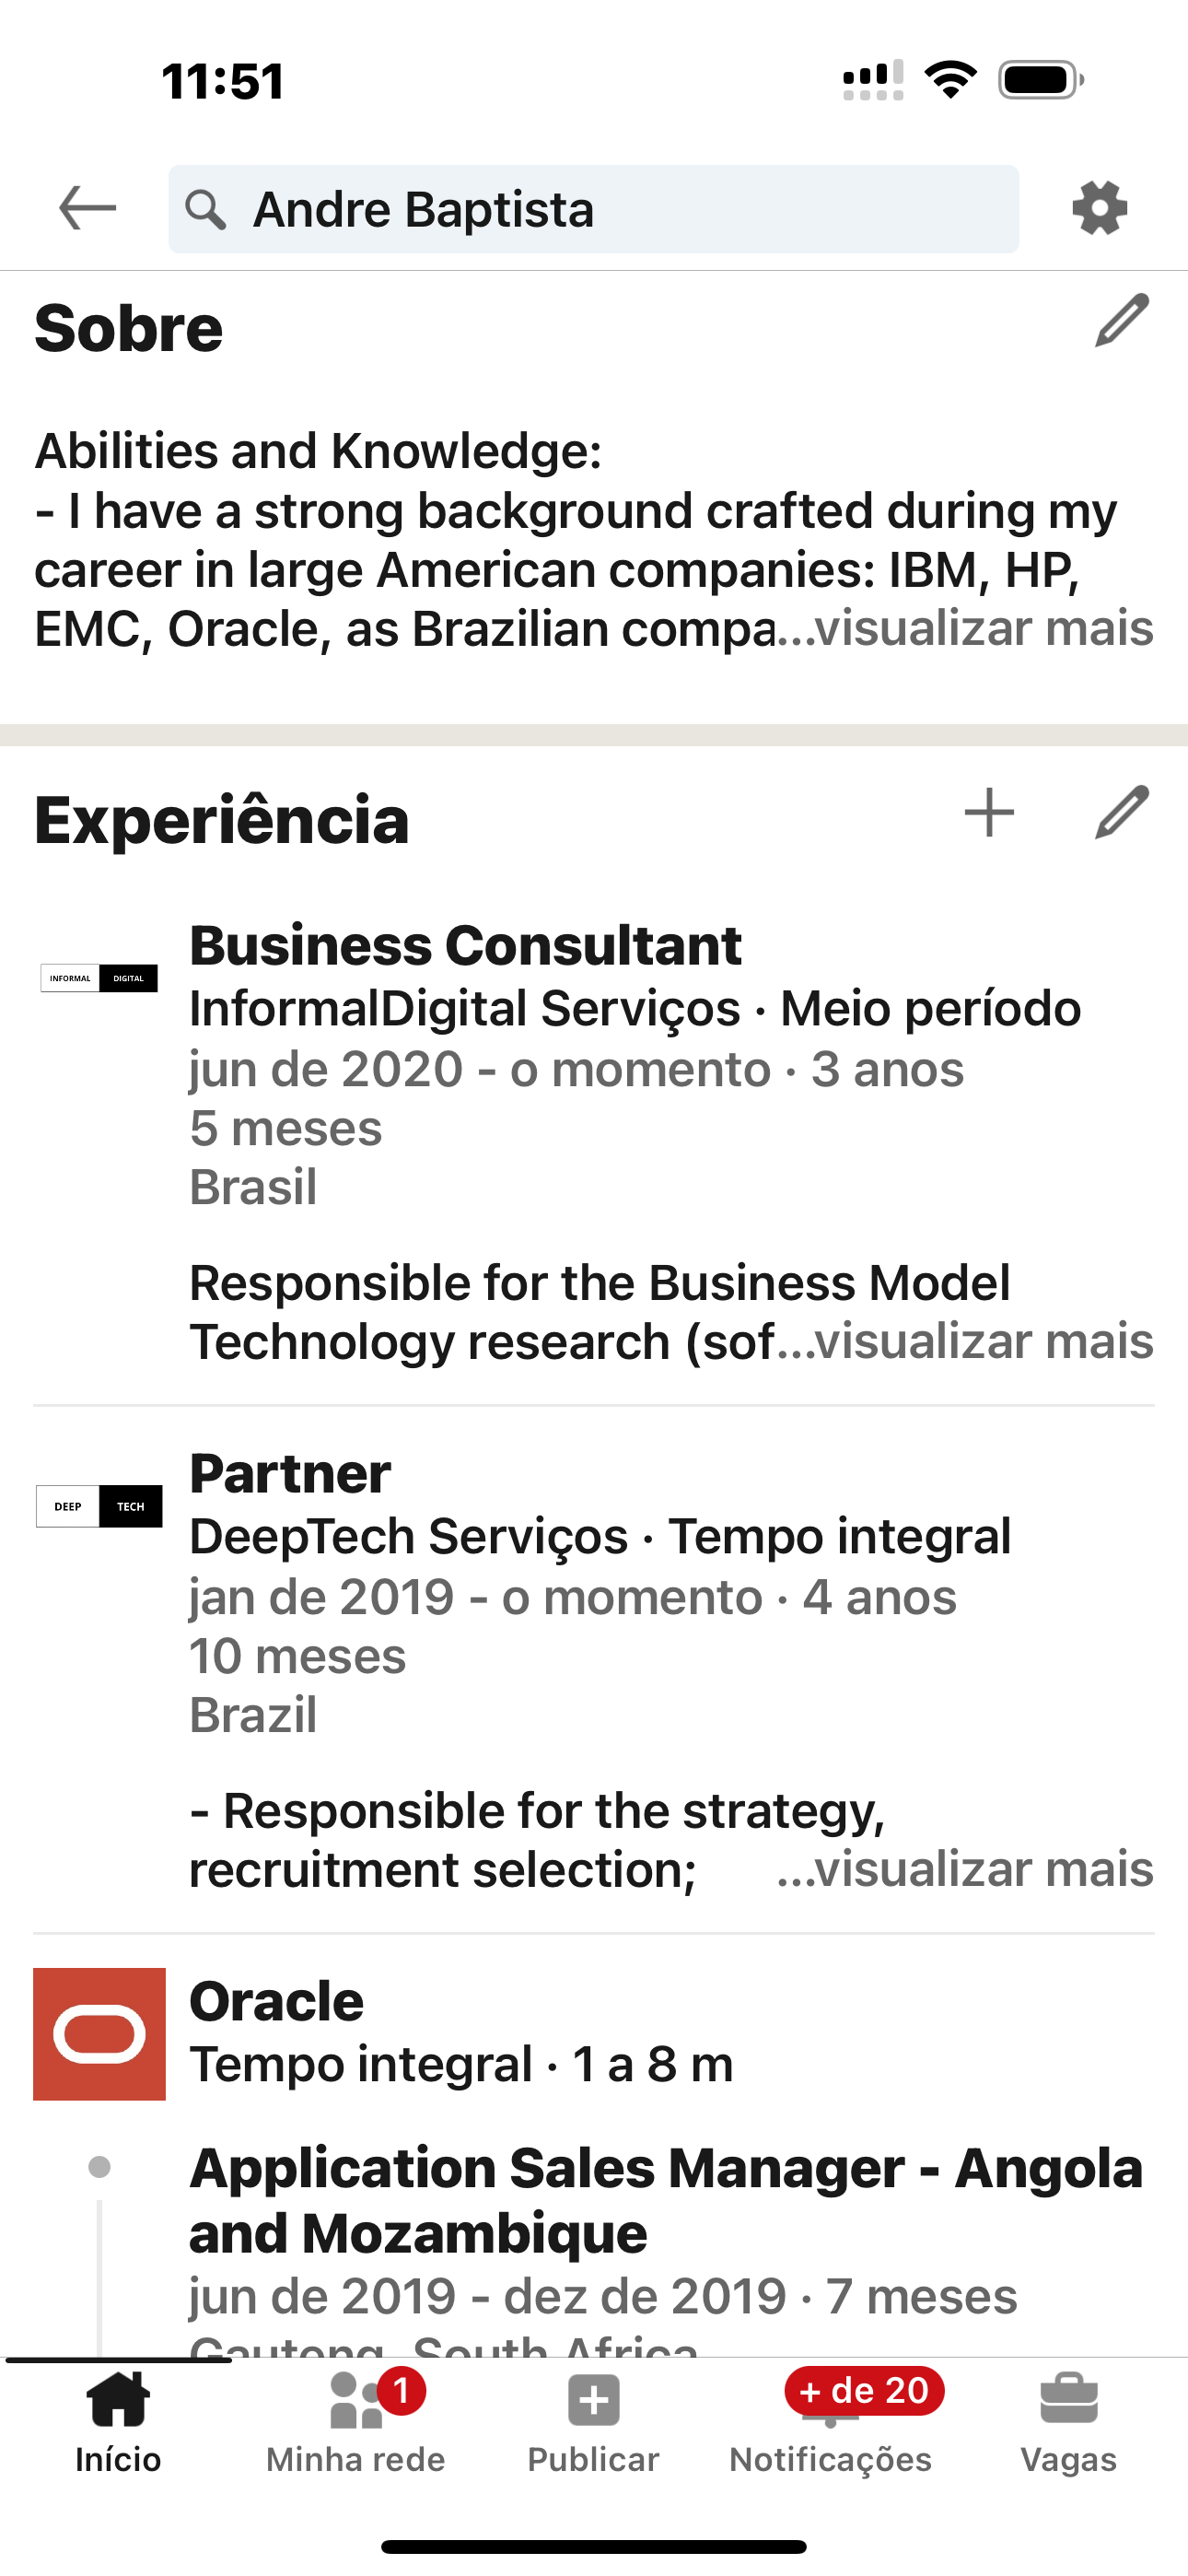 11:51
Andre Baptista
Sobre
Abilities and Knowledge:
- I have a strong background crafted during my
career in large American companies: IBM, HP,
EMC, Oracle, as Brazilian compa...visualizar mais
Experiência
Business Consultant
INFORMAL DIGITAL
InformalDigital Serviços · Meio período
jun de 2020 - o momento · 3 anos
5 meses
Brasil
Responsible for the Business Model
Technology research (sof...visualizar mais
Partner
DEEP TECH
DeepTech Serviços · Tempo integral
jan de 2019 - o momento · 4 anos
10 meses
Brazil
- Responsible for the strategy,
recruitment selection; ...visualizar mais
Oracle
Tempo integral · 1 a 8 m
Application Sales Manager - Angola
and Mozambique
jun de 2019 - dez de 2019 · 7 meses
Gauteng, South Africa
1
+ de 20
Início Minha rede Publicar Notificações Vagas